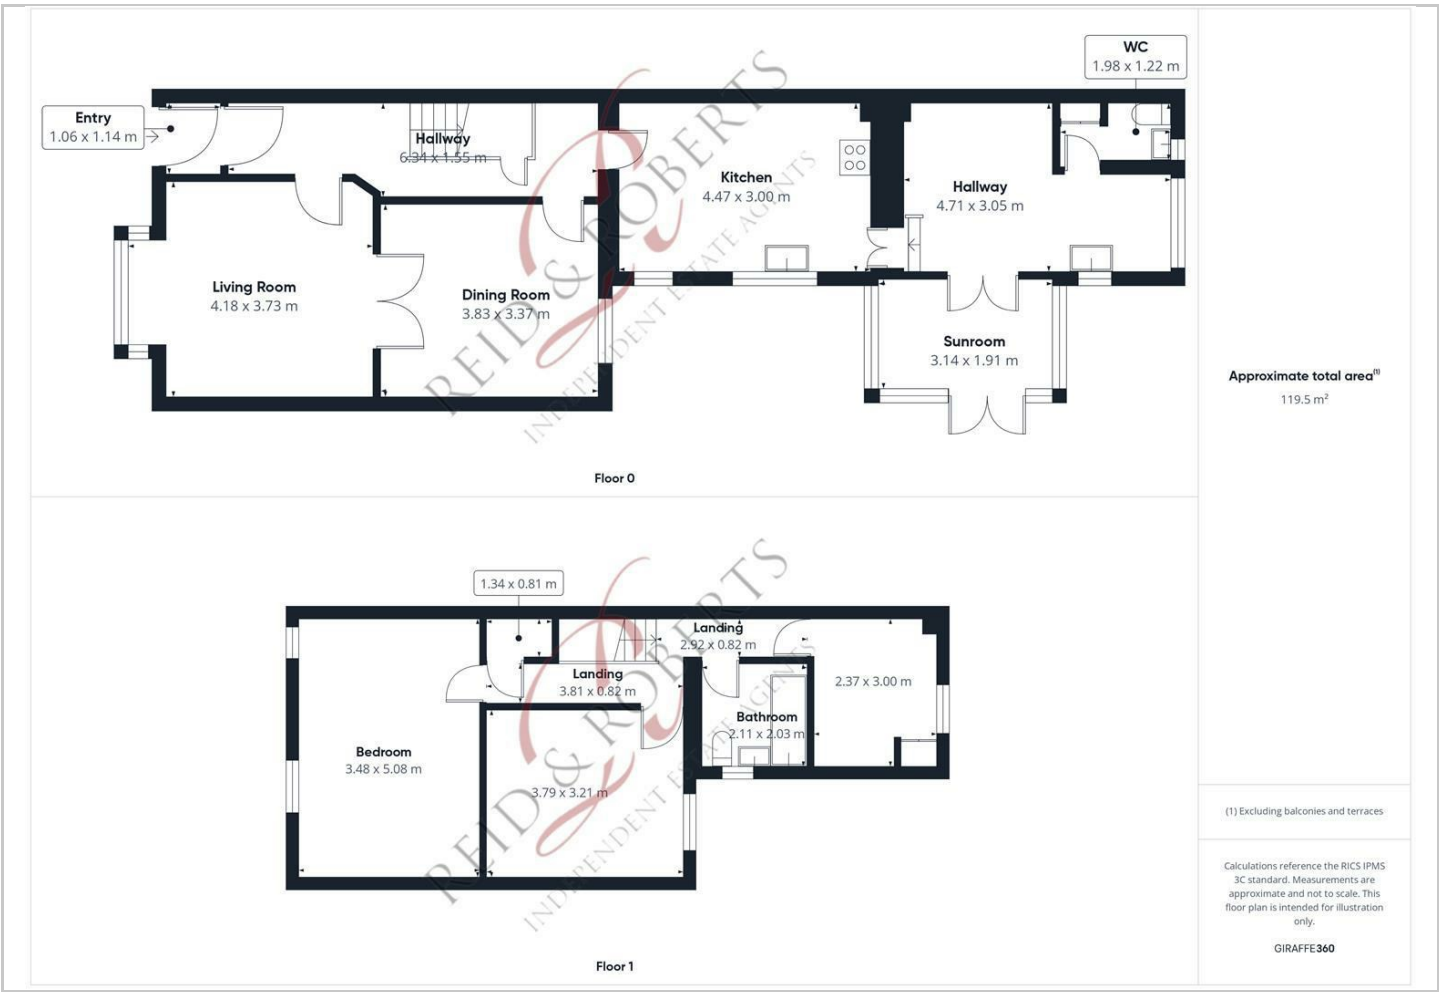 WC
1.98 x 1.22 m
Entry
1.06 x 1.14 m
Hallway
6.34 x 1.55 m
Kitchen
4.47 x 3.00 m
Hallway
4.71 x 3.05 m
Living Room
4.18 x 3.73 m
Dining Room
3.83 x 3.37 m
Sunroom
3.14 x 1.91 m
REID & ROBERTS
INDEPENDENT ESTATE AGENTS
Floor 0
Approximate total area(1)
119.5 m²
1.34 x 0.81 m
Landing
2.92 x 0.82 m
Landing
3.81 x 0.82 m
2.37 x 3.00 m
Bathroom
2.11 x 2.03 m
Bedroom
3.48 x 5.08 m
3.79 x 3.21 m
REID & ROBERTS
INDEPENDENT ESTATE AGENTS
Floor 1
(1) Excluding balconies and terraces
Calculations reference the RICS IPMS
3C standard. Measurements are
approximate and not to scale. This
floor plan is intended for illustration
only.
GIRAFFE360